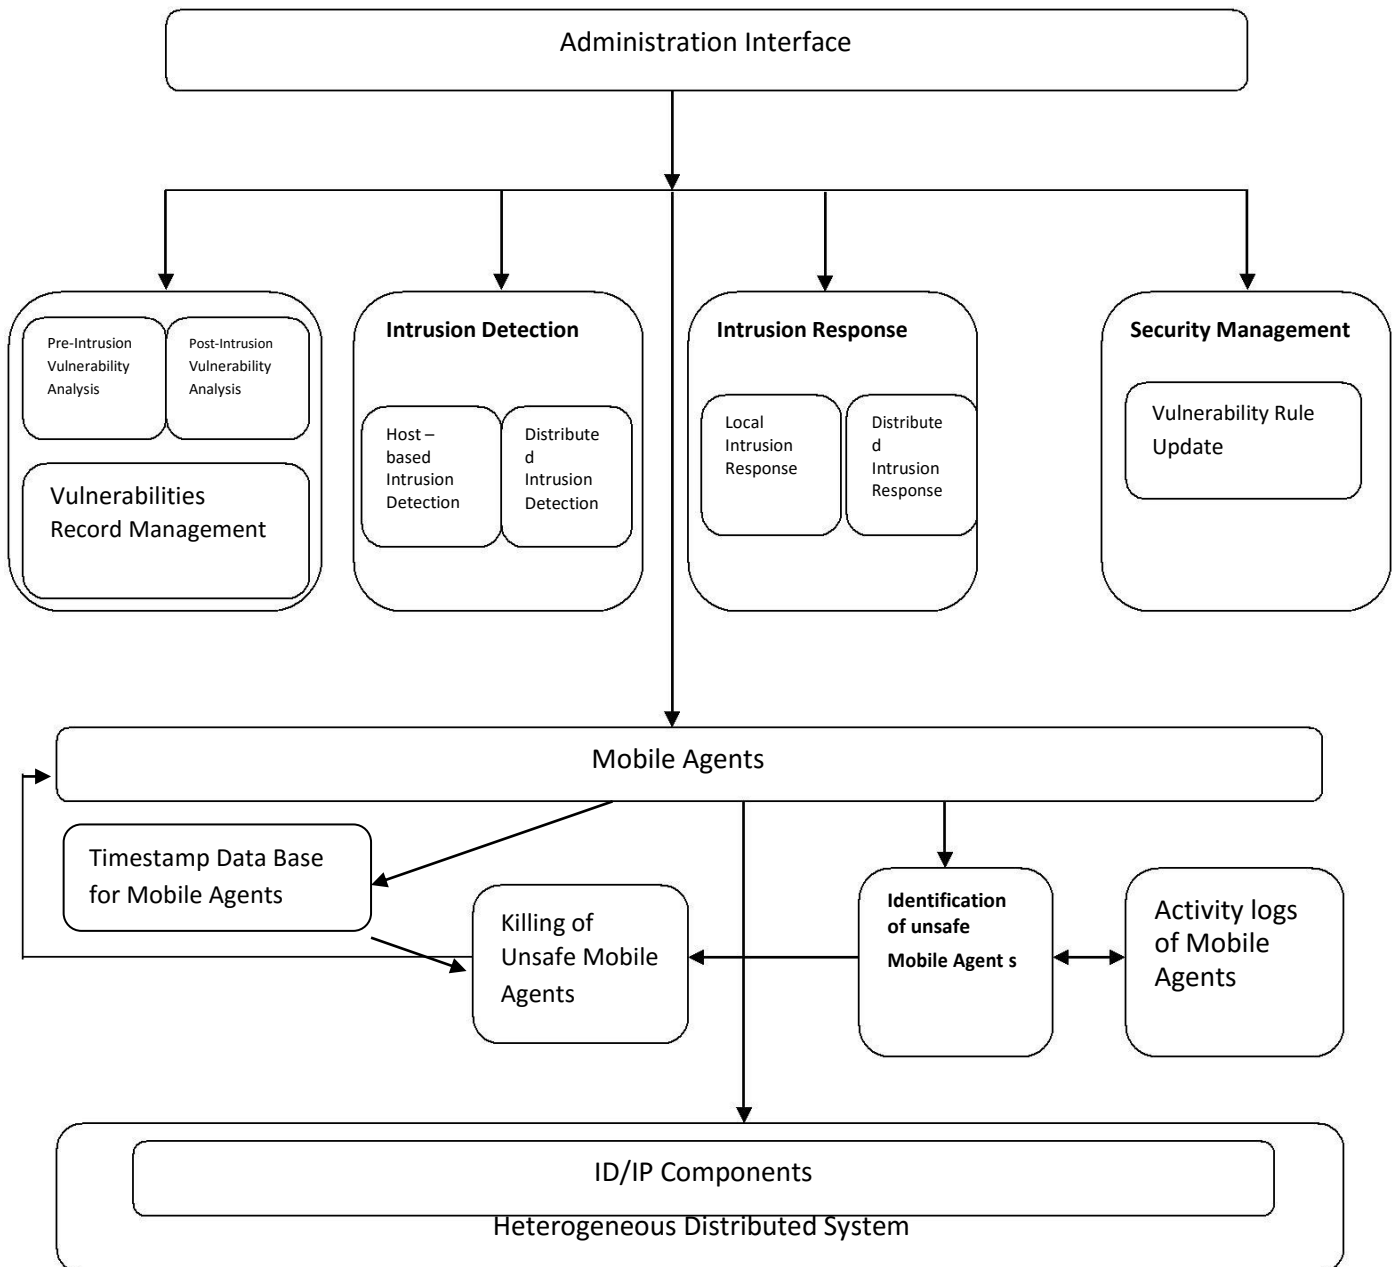 Administration Interface
Pre-Intrusion
Vulnerability
Analysis
Post-Intrusion
Vulnerability
Analysis
Vulnerabilities
Record Management
Intrusion Detection
Host –
based
Intrusion
Detection
Distribute
d
Intrusion
Detection
Intrusion Response
Local
Intrusion
Response
Distribute
d
Intrusion
Response
Security Management
Vulnerability Rule
Update
Mobile Agents
Timestamp Data Base
for Mobile Agents
Killing of
Unsafe Mobile
Agents
Identification
of unsafe
Mobile Agent s
Activity logs
of Mobile
Agents
ID/IP Components
Heterogeneous Distributed System